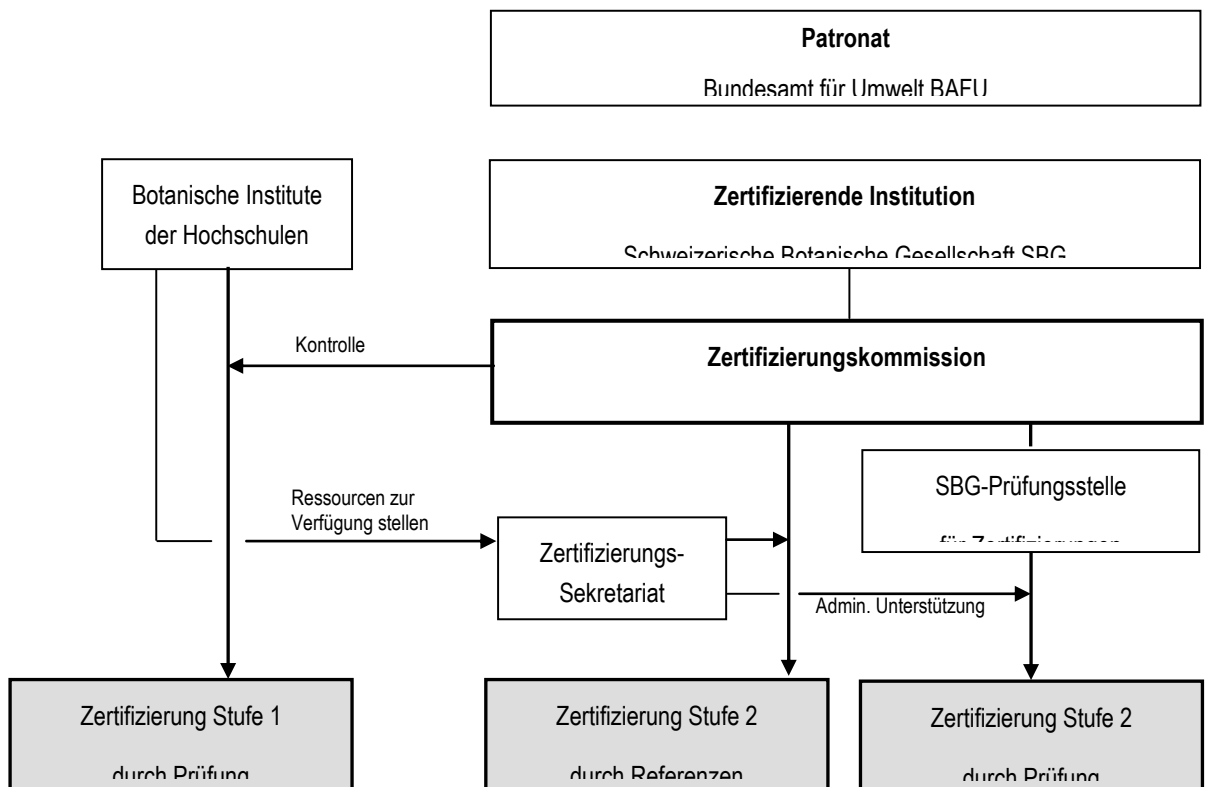 Patronat
Bundesamt für Umwelt BAFU
Botanische Institute
der Hochschulen
Zertifizierende Institution
Schweizerische Botanische Gesellschaft SBG
Kontrolle
Zertifizierungskommission
Ressourcen zur
Verfügung stellen
Zertifizierungs-
Sekretariat
SBG-Prüfungsstelle
für Zertifizierungen
Admin. Unterstützung
Zertifizierung Stufe 1
durch Prüfung
Zertifizierung Stufe 2
durch Referenzen
Zertifizierung Stufe 2
durch Prüfung